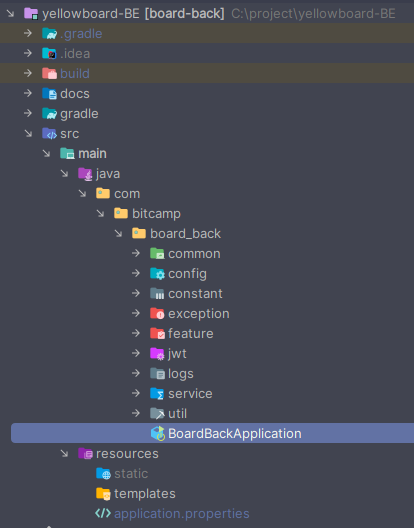 yellowboard-BE [board-back] C:\project\yellowboard-BE
.gradle
.idea
build
docs
gradle
src
main
java
com
bitcamp
board_back
common
config
constant
exception
feature
jwt
logs
service
util
BoardBackApplication
resources
static
templates
application.properties